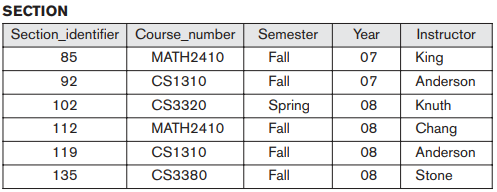 SECTION
Section_identifier Course_number Semester Year Instructor
85 MATH2410 Fall 07 King
92 CS1310 Fall 07 Anderson
102 CS3320 Spring 08 Knuth
112 MATH2410 Fall 08 Chang
119 CS1310 Fall 08 Anderson
135 CS3380 Fall 08 Stone